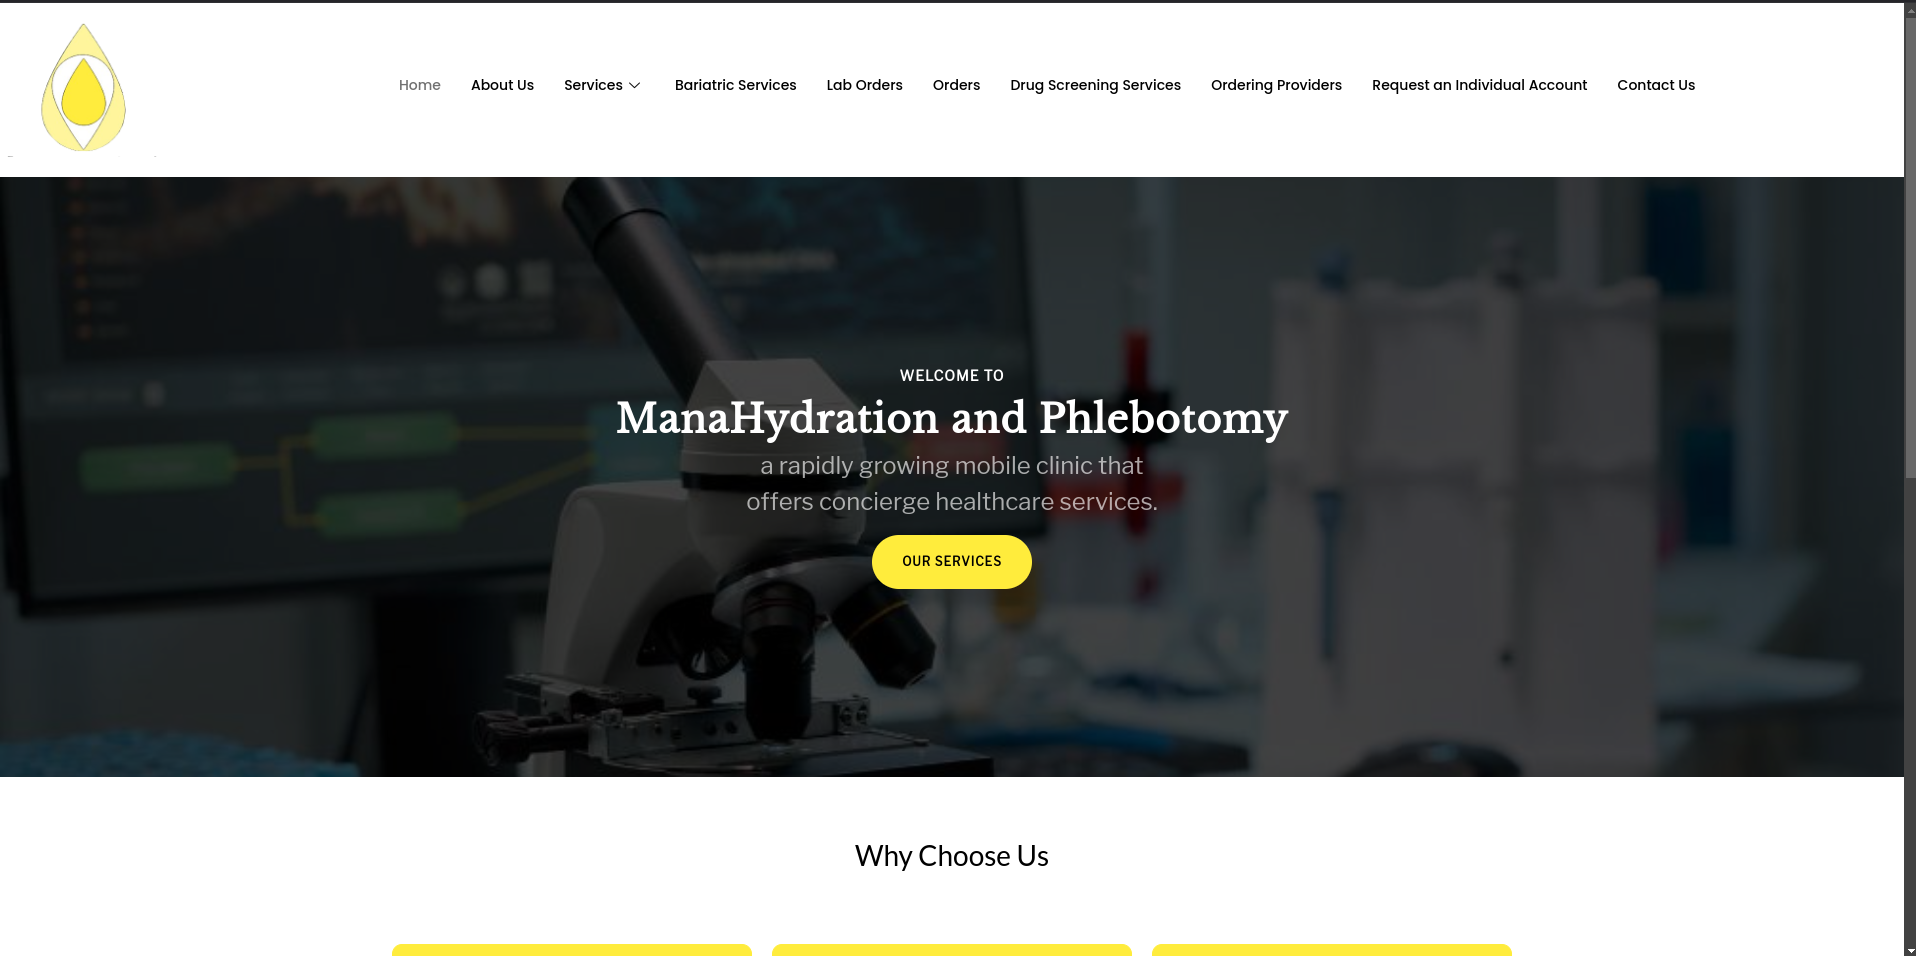 Home About Us Services Bariatric Services Lab Orders Orders Drug Screening Services Ordering Providers Request an Individual Account Contact Us
WELCOME TO
ManaHydration and Phlebotomy
a rapidly growing mobile clinic that
offers concierge healthcare services.
OUR SERVICES
Why Choose Us